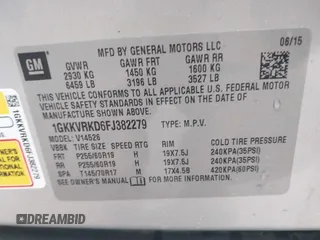 GM
MFD BY GENERAL MOTORS LLC
06/15
GVWR GAWR FRT GAWR RR
2930 KG 1450 KG 1600 KG
6459 LB 3196 LB 3527 LB
THIS VEHICLE CONFORMS TO ALL APPLICABLE U.S. FEDERAL
MOTOR VEHICLE SAFETY STANDARDS IN EFFECT ON THE DATE OF
MANUFACTURE SHOWN ABOVE.
1GKKVRKD6FJ382279 TYPE: M.P.V.
MODEL: V14526
VBBN TIRE SIZE SPEED RTG RIM COLD TIRE PRESSURE
FRT P255/60R19 H 19X7.5J 240KPA(35PSI)
RR P255/60R19 H 19X7.5J 240KPA(35PSI)
SPA T145/70R17 M 17X4.5B 420KPA(60PSI)
SEE OWNER'S MANUAL FOR ADDITIONAL INFORMATION.
1GKKVRKD6FJ382279
DREAMBID